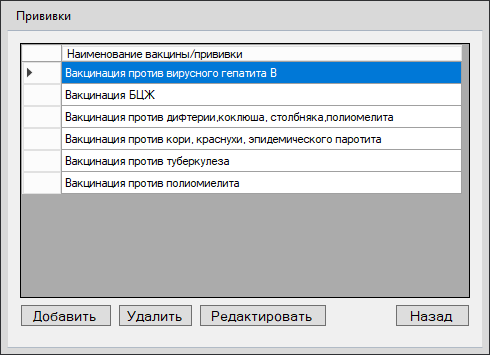 Прививки
Наименование вакцины/прививки
Вакцинация против вирусного гепатита В
Вакцинация БЦЖ
Вакцинация против дифтерии,коклюша, столбняка,полиомелита
Вакцинация против кори, краснухи, эпидемического паротита
Вакцинация против туберкулеза
Вакцинация против полиомиелита
Добавить Удалить Редактировать Назад